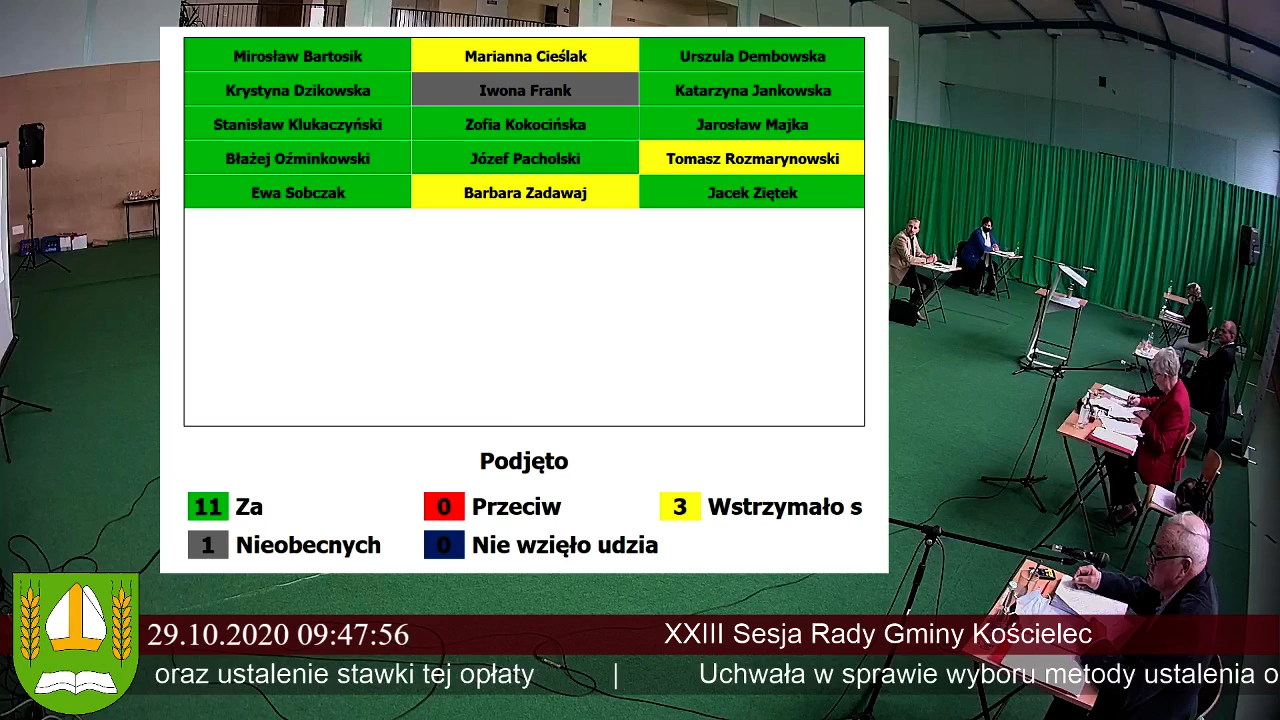 Mirosław Bartosik Marianna Cieślak Urszula Dembowska
Krystyna Dzikowska Iwona Frank Katarzyna Jankowska
Stanisław Klukaczyński Zofia Kokocińska Jarosław Majka
Błażej Oźminkowski Józef Pacholski Tomasz Rozmarynowski
Ewa Sobczak Barbara Zadawaj Jacek Ziętek
Podjęto
11 Za 0 Przeciw 3 Wstrzymało s
1 Nieobecnych 0 Nie wzięło udzia
29.10.2020 09:47:56 XXIII Sesja Rady Gminy Kościelec
oraz ustalenie stawki tej opłaty | Uchwała w sprawie wyboru metody ustalenia o